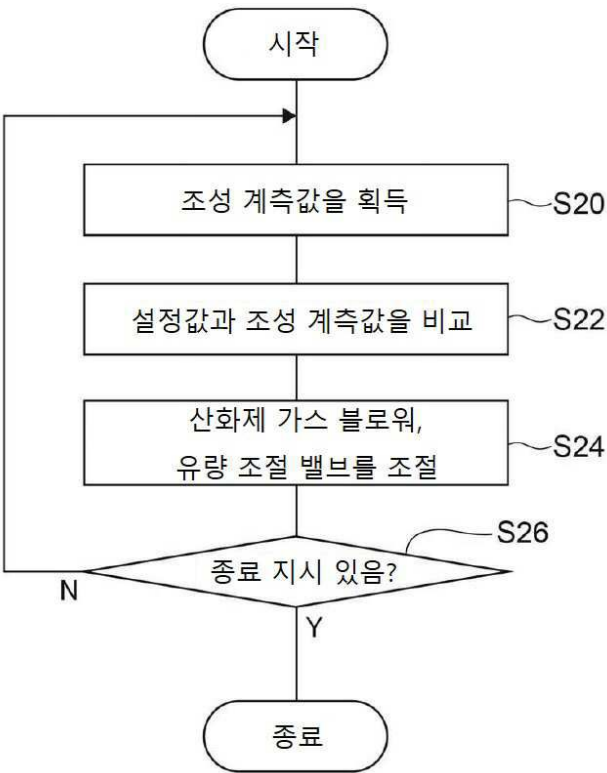 시작
조성 계측값을 획득
S20
설정값과 조성 계측값을 비교
S22
산화제 가스 블로워,
유량 조절 밸브를 조절
S24
S26
종료 지시 있음?
N
Y
종료